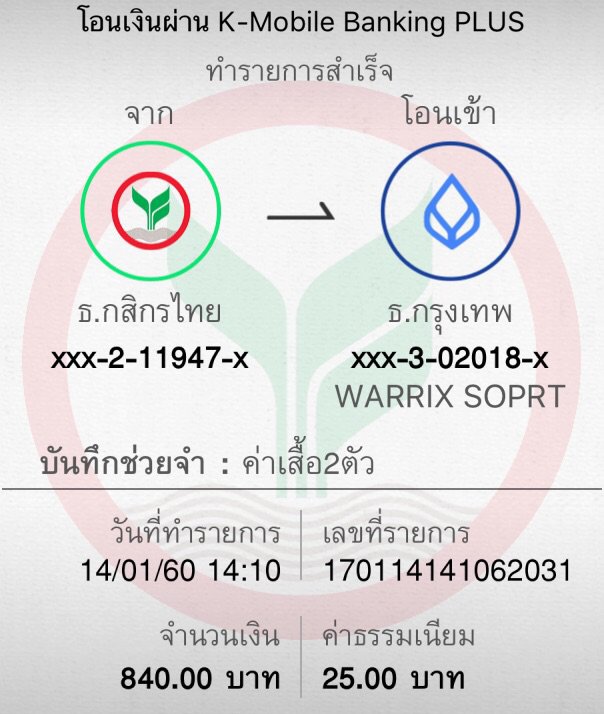 โอนเงินผ่าน K-Mobile Banking PLUS
ทำรายการสำเร็จ
จาก
โอนเข้า
ธ.กสิกรไทย
ธ.กรุงเทพ
xxx-2-11947-x
xxx-3-02018-x
WARRIX SOPRT
บันทึกช่วยจำ : ค่าเสื้อ2ตัว
วันที่ทำรายการ
เลขที่รายการ
14/01/60 14:10
170114141062031
จำนวนเงิน
ค่าธรรมเนียม
840.00 บาท
25.00 บาท